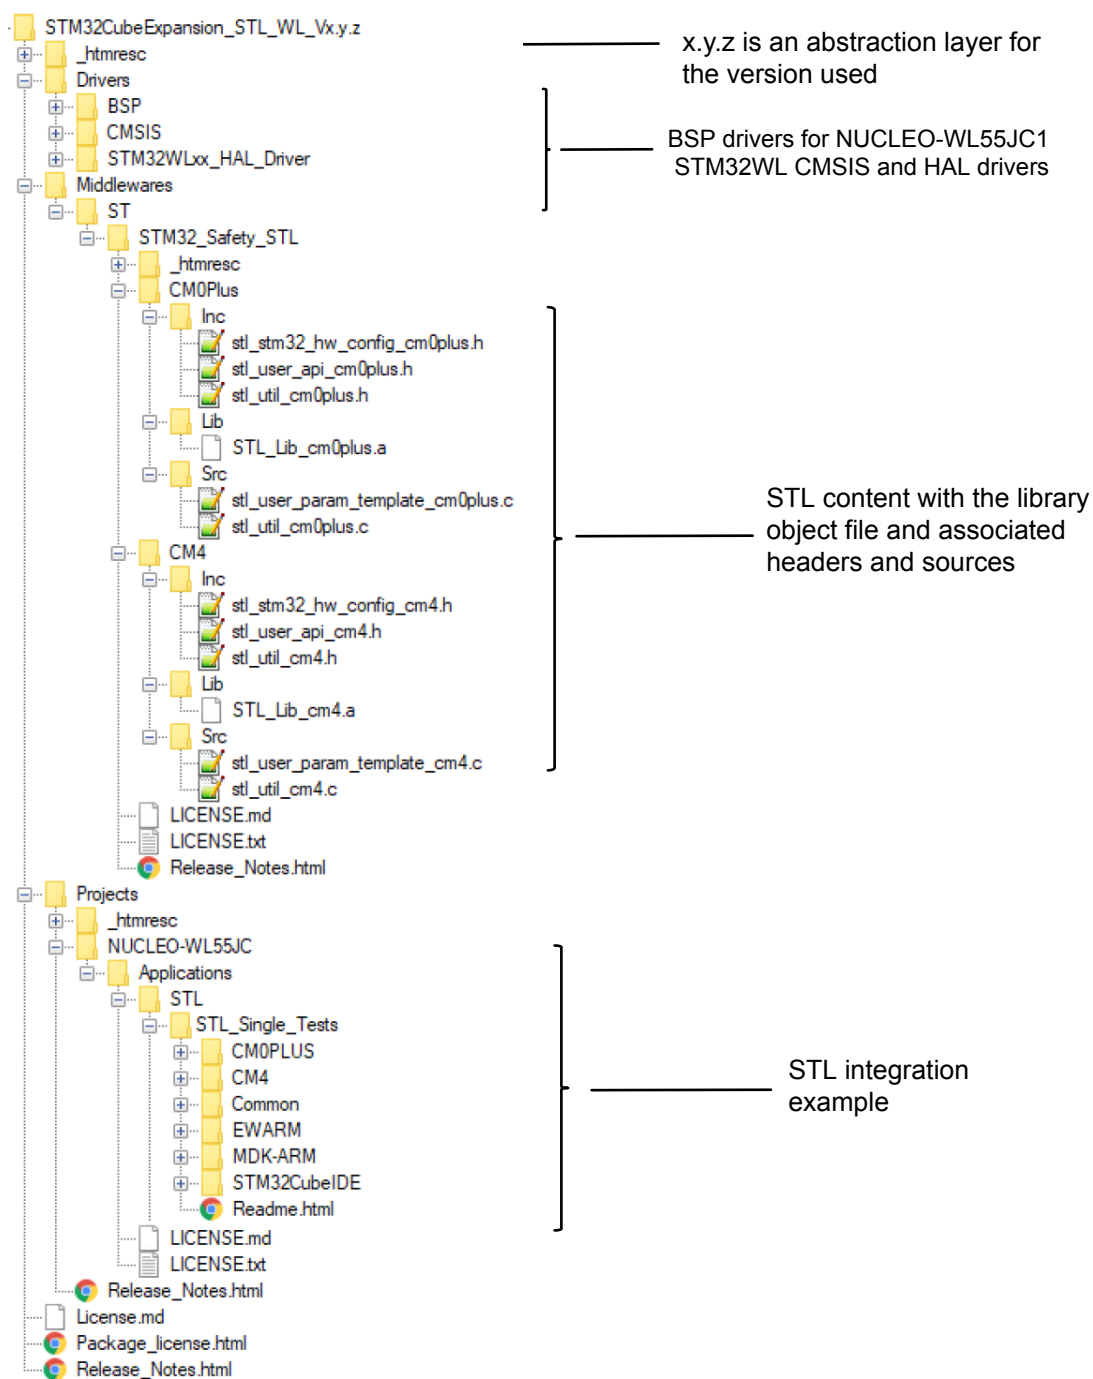 STM32CubeExpansion_STL_WL_Vx.y.z
_htmresc
Drivers
BSP
CMSIS
STM32WLxx_HAL_Driver
Middlewares
ST
STM32_Safety_STL
_htmresc
CM0Plus
Inc
stl_stm32_hw_config_cm0plus.h
stl_user_api_cm0plus.h
stl_util_cm0plus.h
Lib
STL_Lib_cm0plus.a
Src
stl_user_param_template_cm0plus.c
stl_util_cm0plus.c
CM4
Inc
stl_stm32_hw_config_cm4.h
stl_user_api_cm4.h
stl_util_cm4.h
Lib
STL_Lib_cm4.a
Src
stl_user_param_template_cm4.c
stl_util_cm4.c
LICENSE.md
LICENSE.txt
Release_Notes.html
Projects
_htmresc
NUCLEO-WL55JC
Applications
STL
STL_Single_Tests
CM0PLUS
CM4
Common
EWARM
MDK-ARM
STM32CubeIDE
Readme.html
LICENSE.md
LICENSE.txt
Release_Notes.html
License.md
Package_license.html
Release_Notes.html
x.y.z is an abstraction layer for
the version used
BSP drivers for NUCLEO-WL55JC1
STM32WL CMSIS and HAL drivers
STL content with the library
object file and associated
headers and sources
STL integration
example